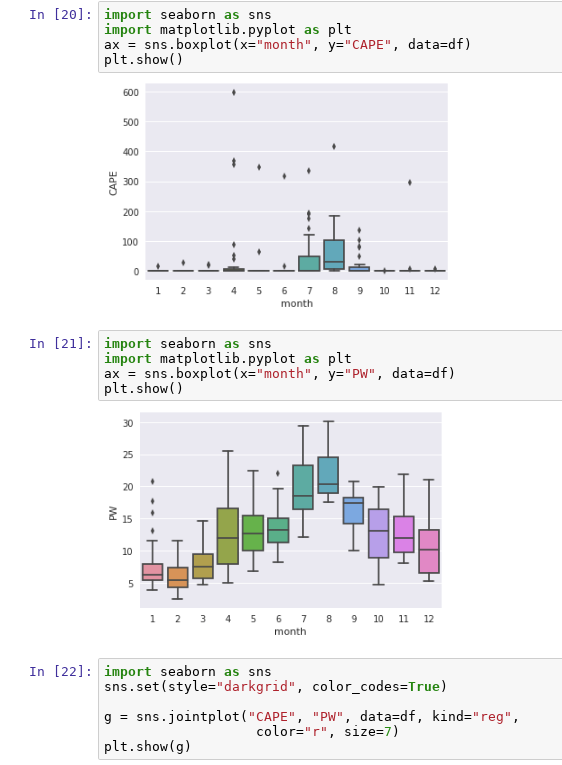 In [20]: import seaborn as sns
import matplotlib.pyplot as plt
ax = sns.boxplot(x="month", y="CAPE", data=df)
plt.show()
600
500
400
300
200
100
0
CAPE
1 2 3 4 5 6 7 8 9 10 11 12
month
In [21]: import seaborn as sns
import matplotlib.pyplot as plt
ax = sns.boxplot(x="month", y="PW", data=df)
plt.show()
30
25
20
15
10
5
PW
1 2 3 4 5 6 7 8 9 10 11 12
month
In [22]: import seaborn as sns
sns.set(style="darkgrid", color_codes=True)
g = sns.jointplot("CAPE", "PW", data=df, kind="reg",
color="r", size=7)
plt.show(g)